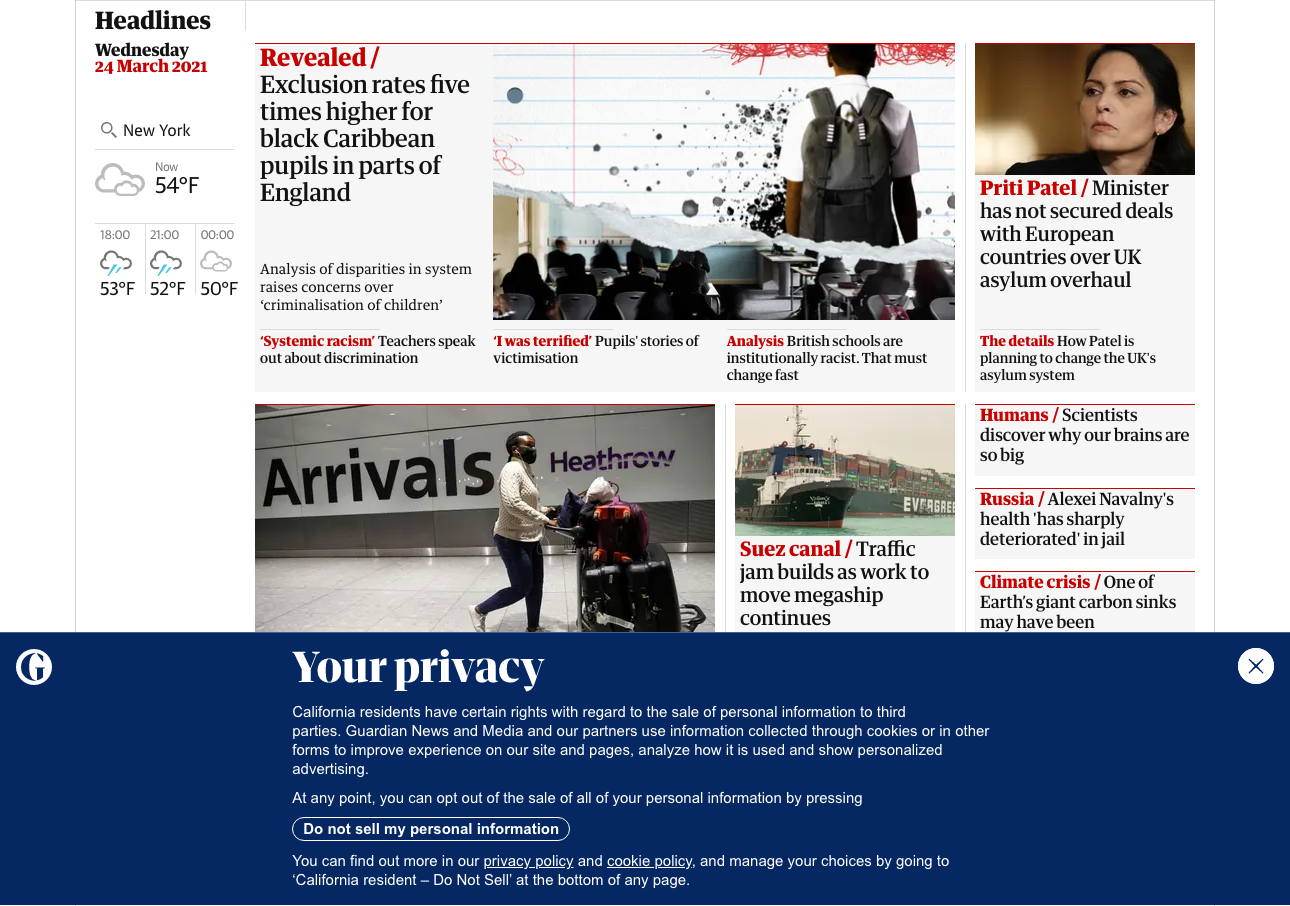 Headlines
Wednesday
24 March 2021
New York
Now
54°F
18:00
21:00
00:00
53°F
52°F
50°F
Revealed /
Exclusion rates five
times higher for
black Caribbean
pupils in parts of
England
Analysis of disparities in system
raises concerns over
‘criminalisation of children’
‘Systemic racism’ Teachers speak
out about discrimination
‘I was terrified’ Pupils' stories of
victimisation
Analysis British schools are
institutionally racist. That must
change fast
Priti Patel / Minister
has not secured deals
with European
countries over UK
asylum overhaul
The details How Patel is
planning to change the UK's
asylum system
Arrivals
Heathrow
EVERGREE
Suez canal / Traffic
jam builds as work to
move megaship
continues
Humans / Scientists
discover why our brains are
so big
Russia / Alexei Navalny's
health 'has sharply
deteriorated' in jail
Climate crisis / One of
Earth’s giant carbon sinks
may have been
G
Your privacy
California residents have certain rights with regard to the sale of personal information to third
parties. Guardian News and Media and our partners use information collected through cookies or in other
forms to improve experience on our site and pages, analyze how it is used and show personalized
advertising.
At any point, you can opt out of the sale of all of your personal information by pressing
Do not sell my personal information
You can find out more in our privacy policy and cookie policy, and manage your choices by going to
‘California resident – Do Not Sell’ at the bottom of any page.